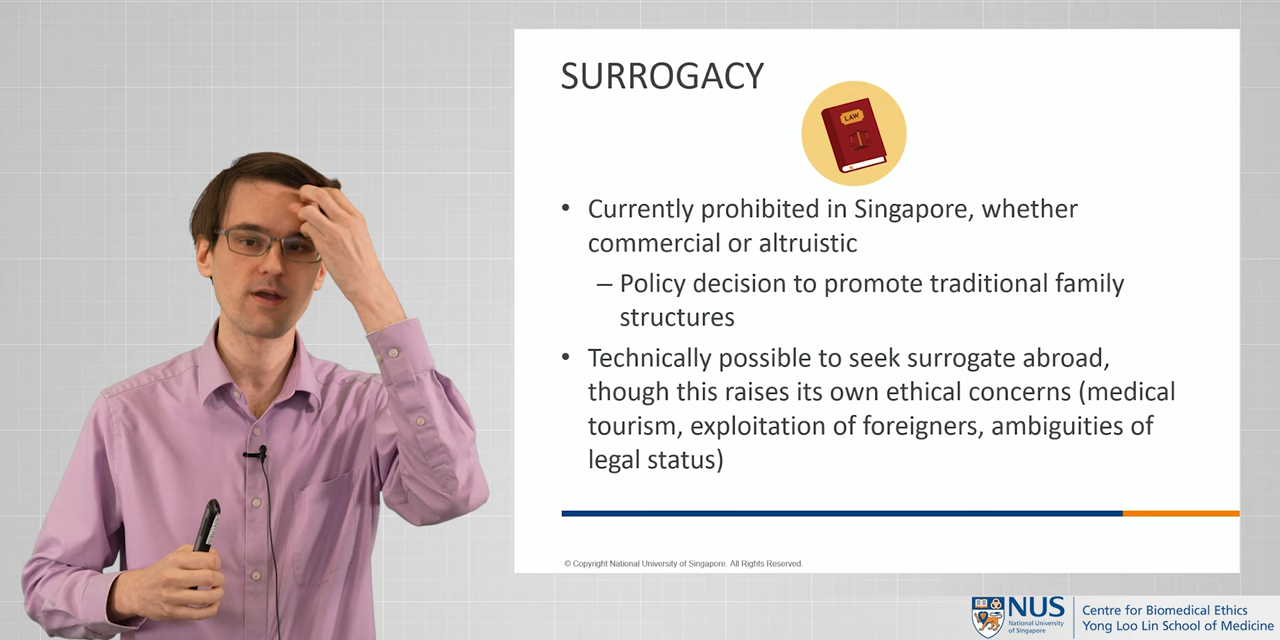 SURROGACY
LAW
• Currently prohibited in Singapore, whether
commercial or altruistic
– Policy decision to promote traditional family
structures
• Technically possible to seek surrogate abroad,
though this raises its own ethical concerns (medical
tourism, exploitation of foreigners, ambiguities of
legal status)
© Copyright National University of Singapore. All Rights Reserved.
NUS
National University
of Singapore
Centre for Biomedical Ethics
Yong Loo Lin School of Medicine